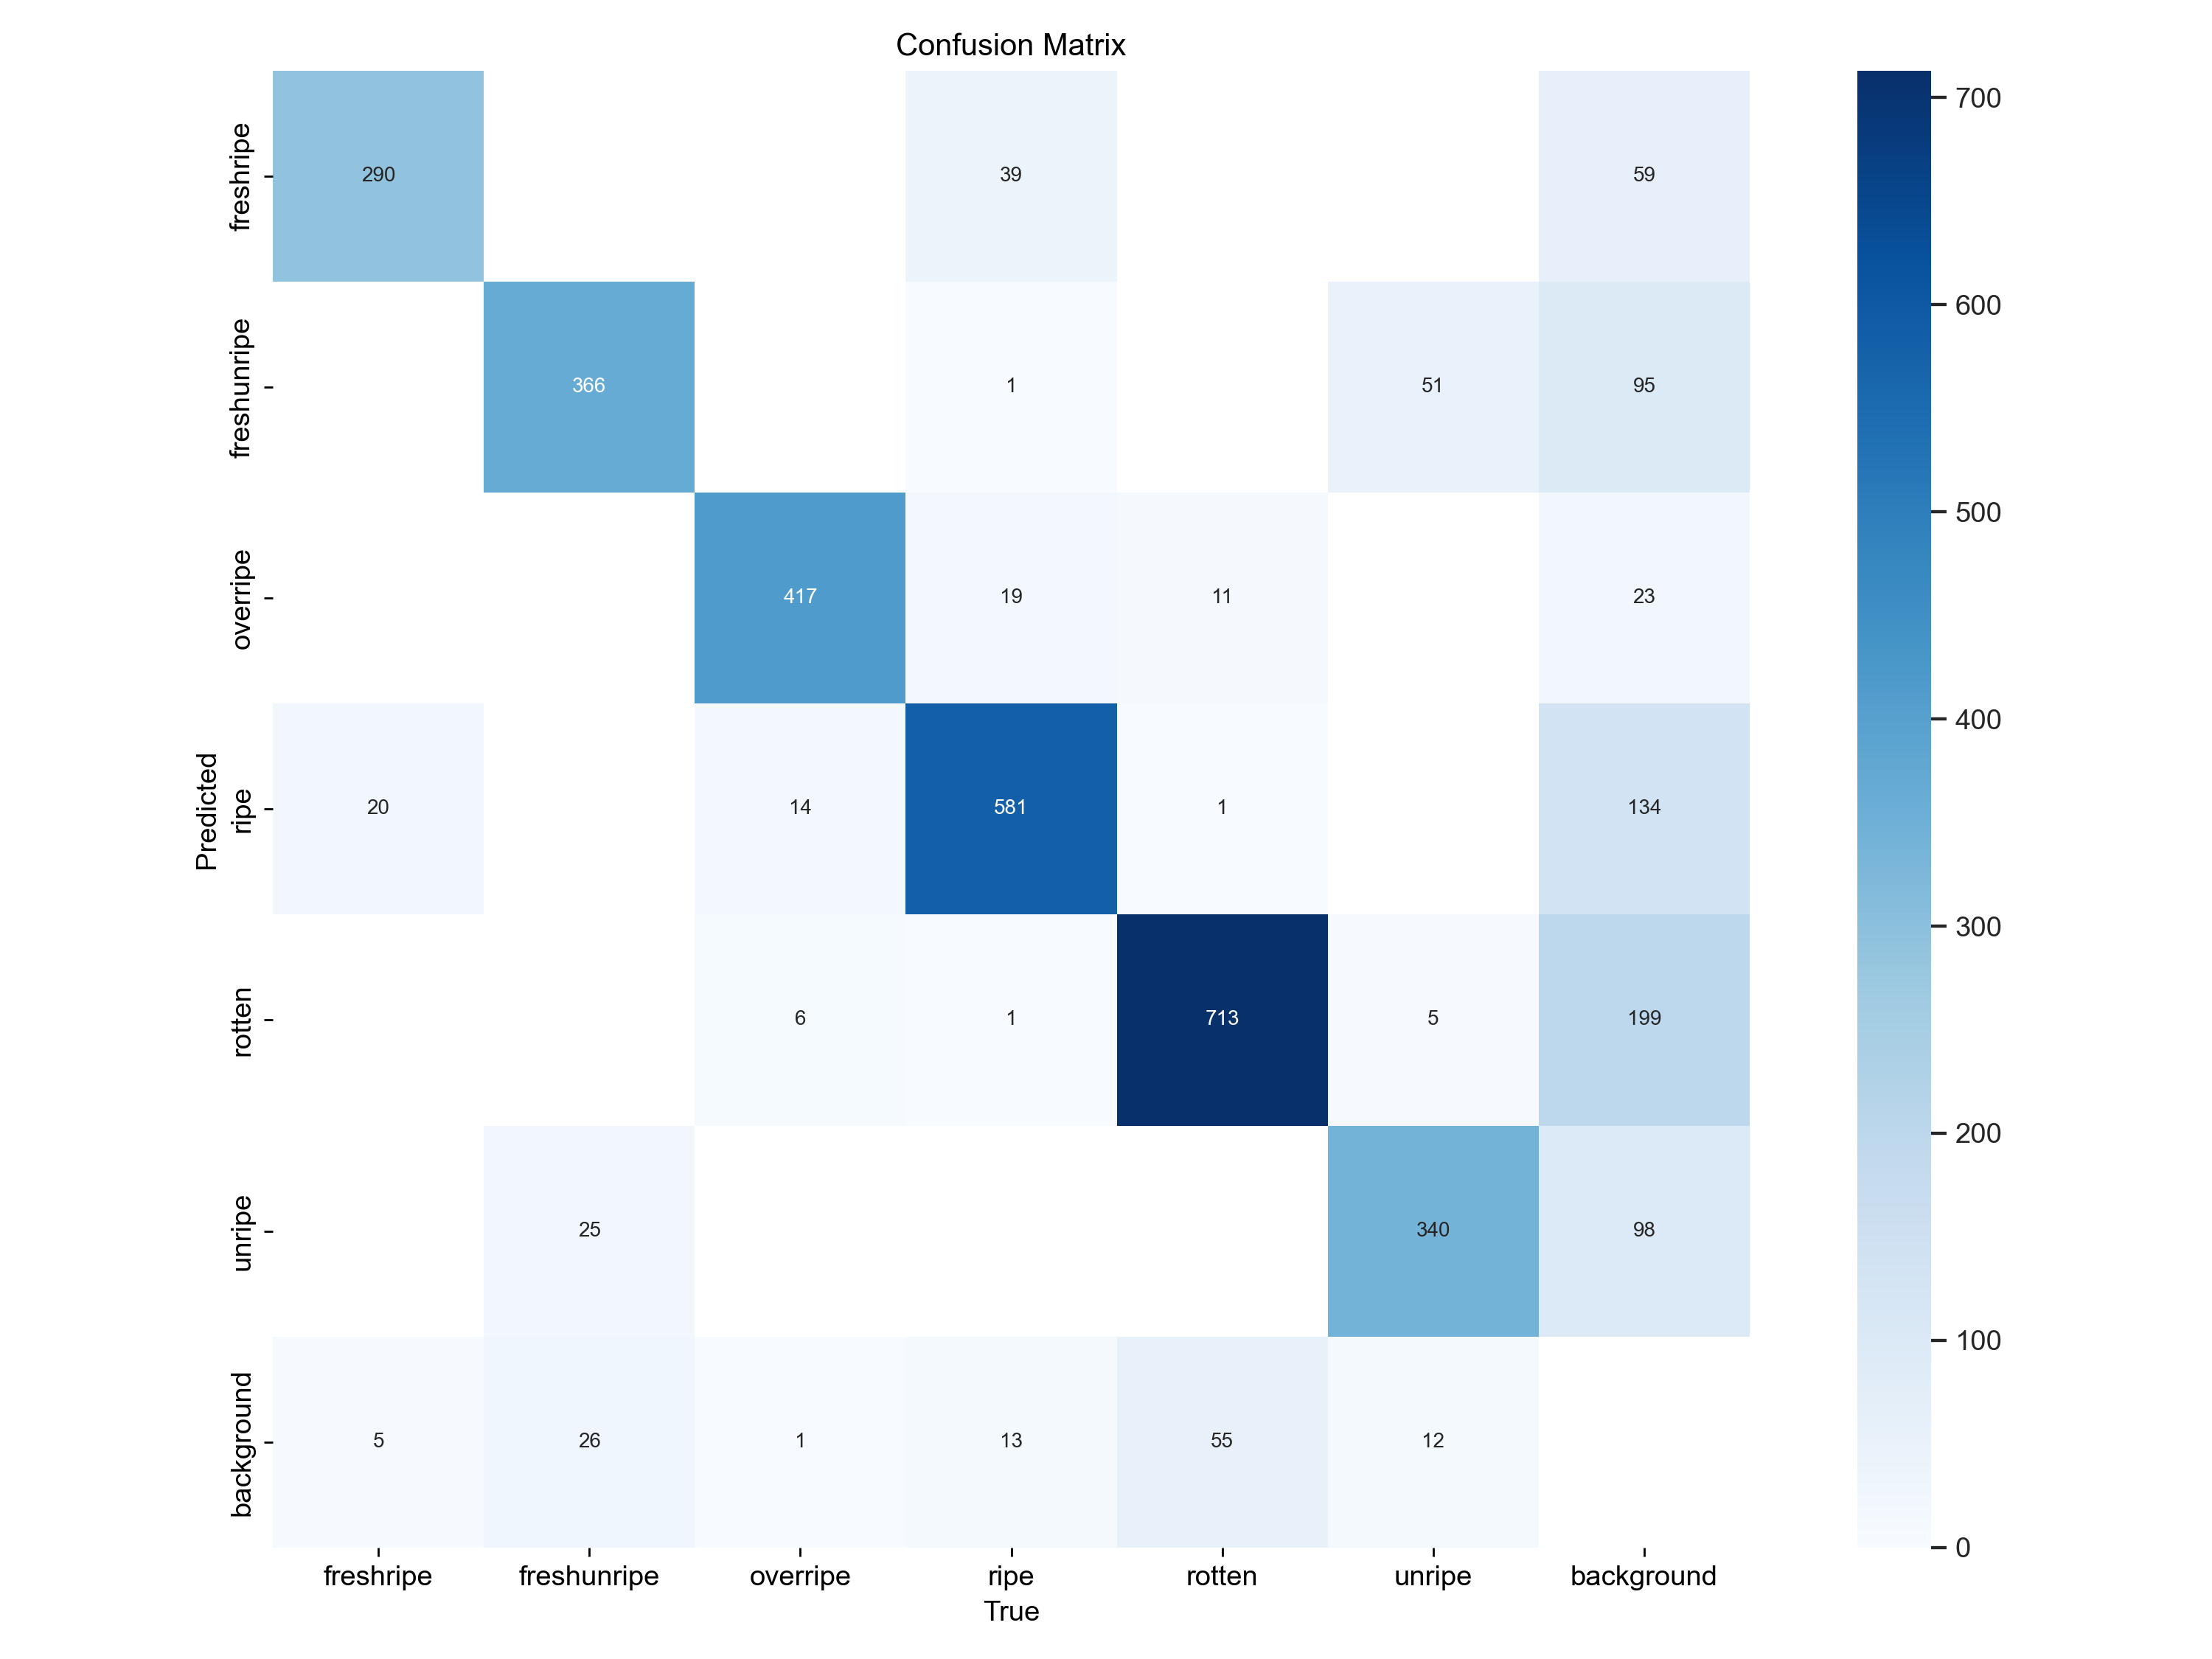 Confusion Matrix
freshripe 290 39 59
freshunripe 366 1 51 95
overripe 417 19 11 23
ripe 20 14 581 1 134
rotten 6 1 713 5 199
unripe 25 340 98
background 5 26 1 13 55 12
Predicted
freshripe freshunripe overripe ripe rotten unripe background
True
700
600
500
400
300
200
100
0